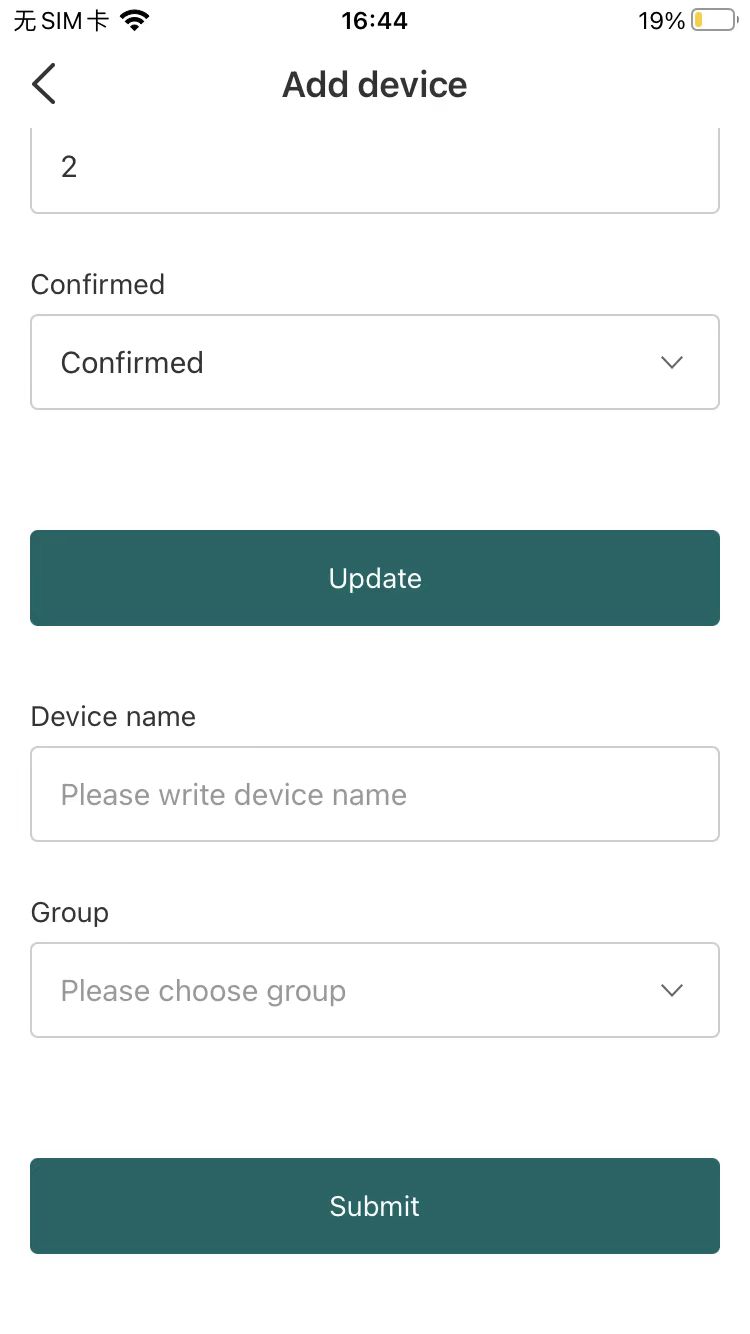 无SIM卡 16:44 19%
Add device
2
Confirmed
Confirmed
Update
Device name
Please write device name
Group
Please choose group
Submit